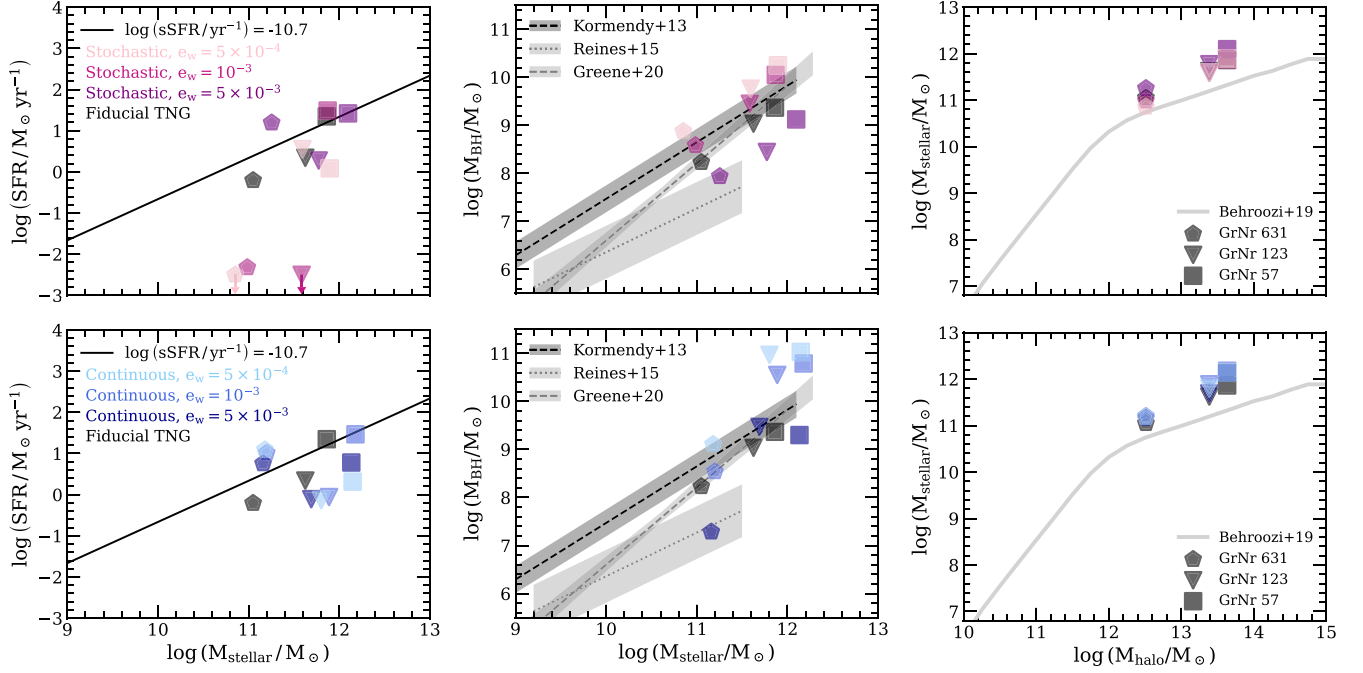 log (SFR/M⊙ yr⁻¹)
4
3
2
1
0
−1
−2
−3
log (sSFR/yr⁻¹) = -10.7
Stochastic, e_w = 5 × 10⁻⁴
Stochastic, e_w = 10⁻³
Stochastic, e_w = 5 × 10⁻³
Fiducial TNG
log (M_BH/M⊙)
11
10
9
8
7
6
Kormendy+13
Reines+15
Greene+20
log (M_stellar/M⊙)
13
12
11
10
9
8
7
Behroozi+19
GrNr 631
GrNr 123
GrNr 57
log (SFR/M⊙ yr⁻¹)
4
3
2
1
0
−1
−2
−3
log (sSFR/yr⁻¹) = -10.7
Continuous, e_w = 5 × 10⁻⁴
Continuous, e_w = 10⁻³
Continuous, e_w = 5 × 10⁻³
Fiducial TNG
9 10 11 12 13
log (M_stellar/M⊙)
log (M_BH/M⊙)
11
10
9
8
7
6
Kormendy+13
Reines+15
Greene+20
9 10 11 12 13
log (M_stellar/M⊙)
log (M_stellar/M⊙)
13
12
11
10
9
8
7
Behroozi+19
GrNr 631
GrNr 123
GrNr 57
10 11 12 13 14 15
log (M_halo/M⊙)